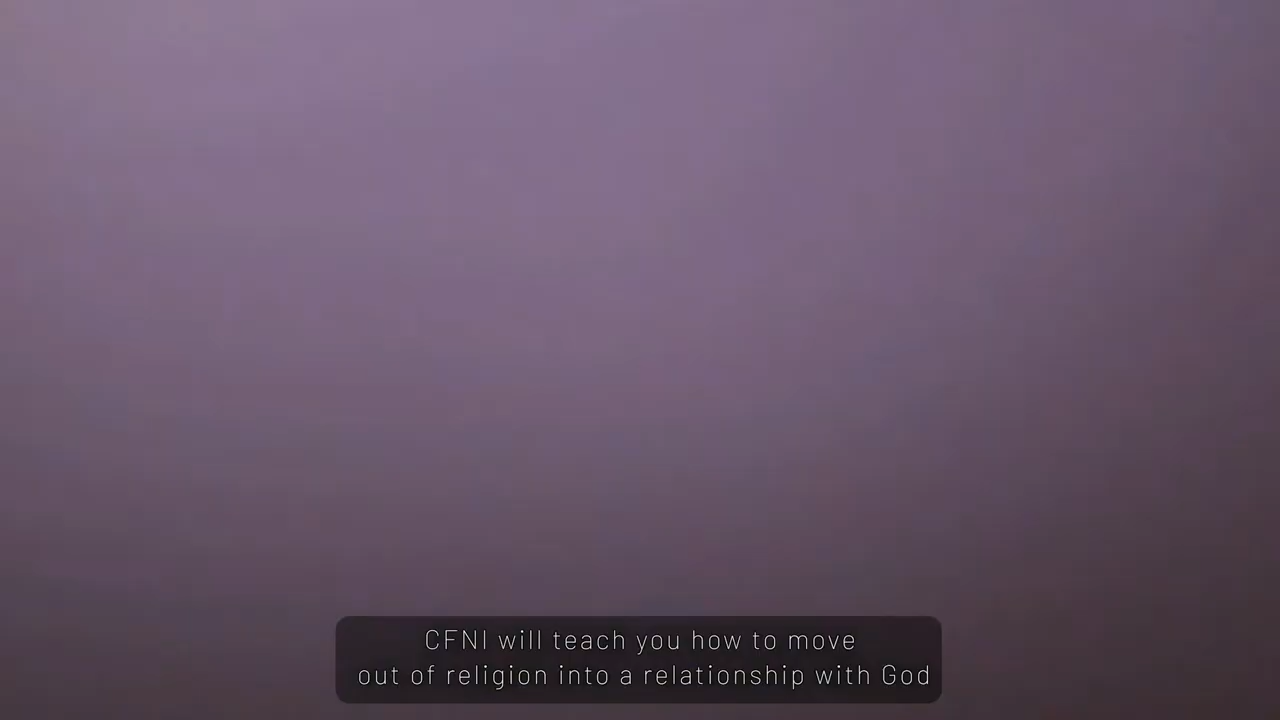 CFNI will teach you how to move
out of religion into a relationship with God